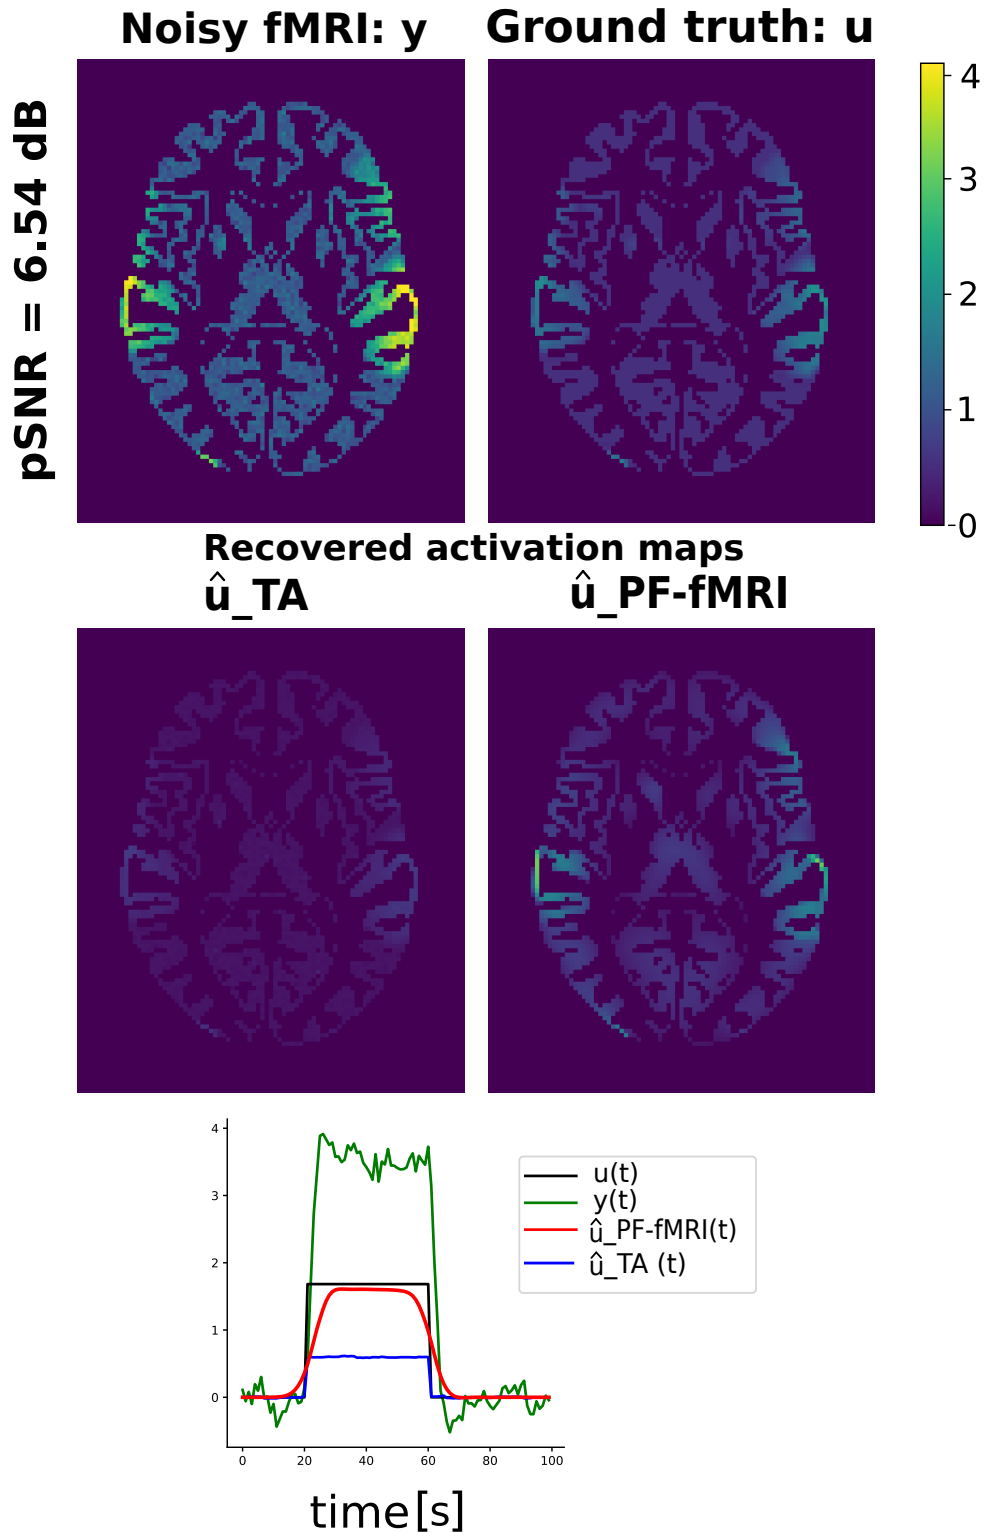 Noisy fMRI: y
Ground truth: u
pSNR = 6.54 dB
4
3
2
1
0
Recovered activation maps
û_TA
û_PF-fMRI
4
3
2
1
0
0
20
40
60
80
100
time[s]
u(t)
y(t)
û_PF-fMRI(t)
û_TA (t)